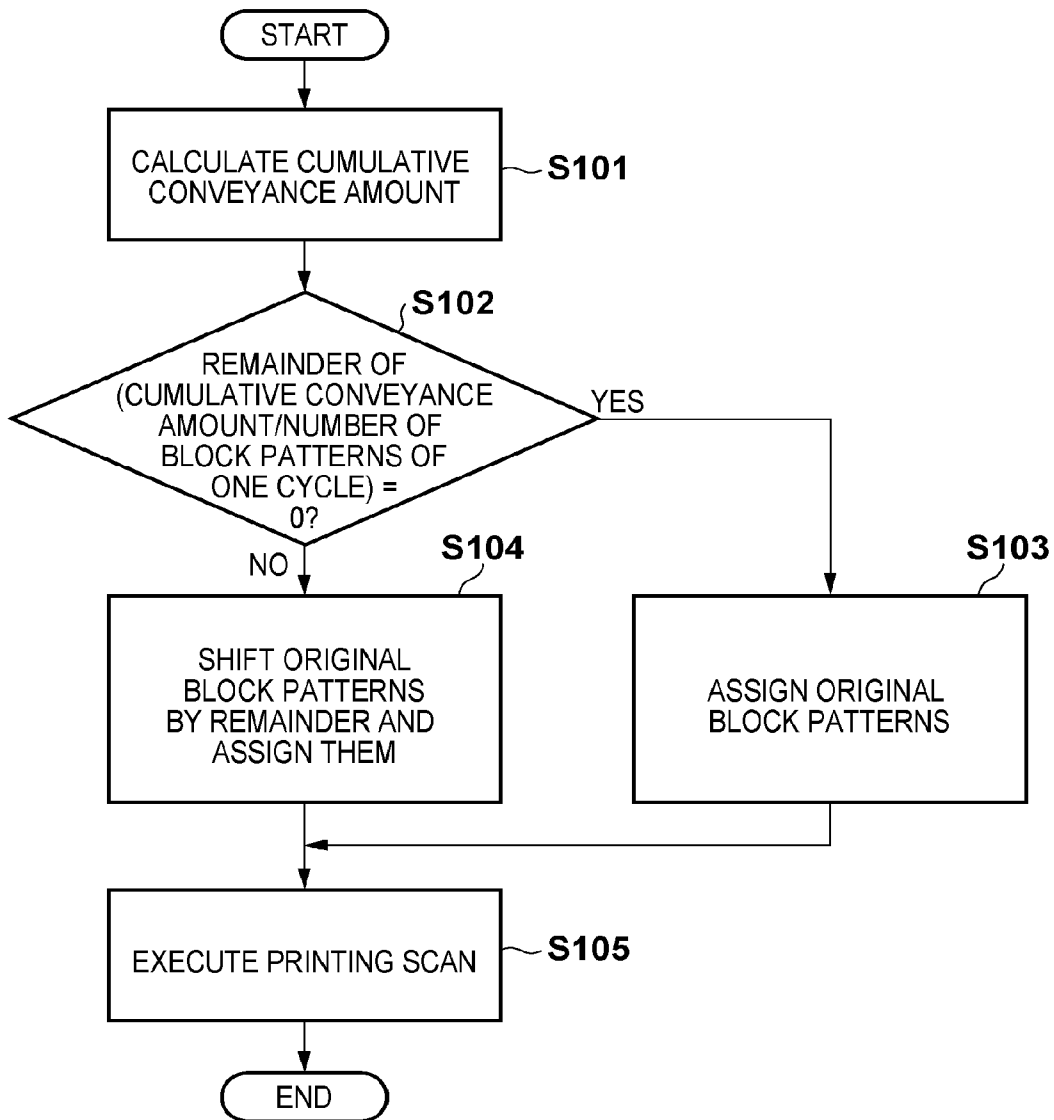 START
CALCULATE CUMULATIVE
CONVEYANCE AMOUNT
S101
S102
REMAINDER OF
(CUMULATIVE CONVEYANCE
AMOUNT/NUMBER OF
BLOCK PATTERNS OF
ONE CYCLE) =
0?
YES
NO
S104
SHIFT ORIGINAL
BLOCK PATTERNS
BY REMAINDER AND
ASSIGN THEM
S103
ASSIGN ORIGINAL
BLOCK PATTERNS
EXECUTE PRINTING SCAN
S105
END